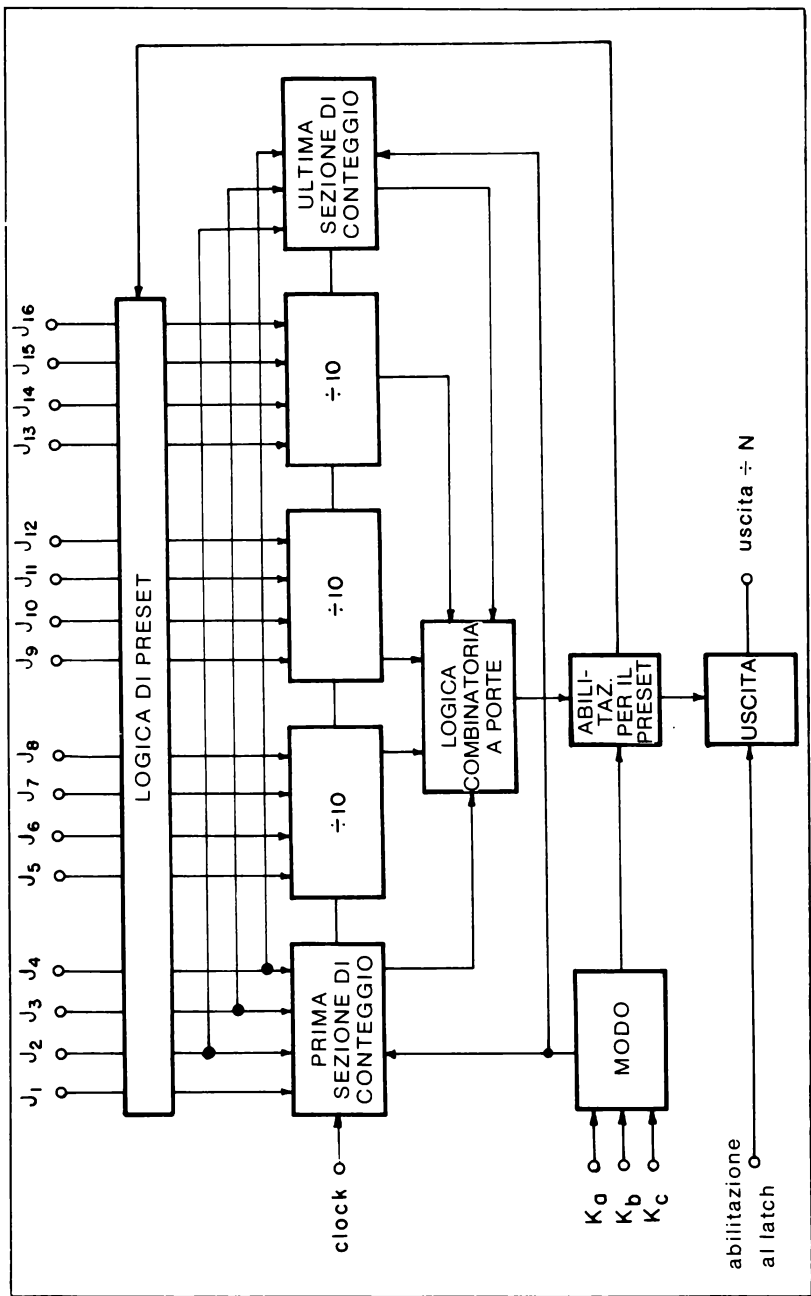 J1 J2 J3 J4 J5 J6 J7 J8 J9 J10 J11 J12 J13 J14 J15 J16
LOGICA DI PRESET
PRIMA
SEZIONE DI
CONTEGGIO
÷10
÷10
÷10
ULTIMA
SEZIONE DI
CONTEGGIO
clock
LOGICA
COMBINATORIA
A PORTE
Ka
Kb
Kc
MODO
ABILI-
TAZ.
PER IL
PRESET
abilitazione
al latch
USCITA
uscita ÷ N